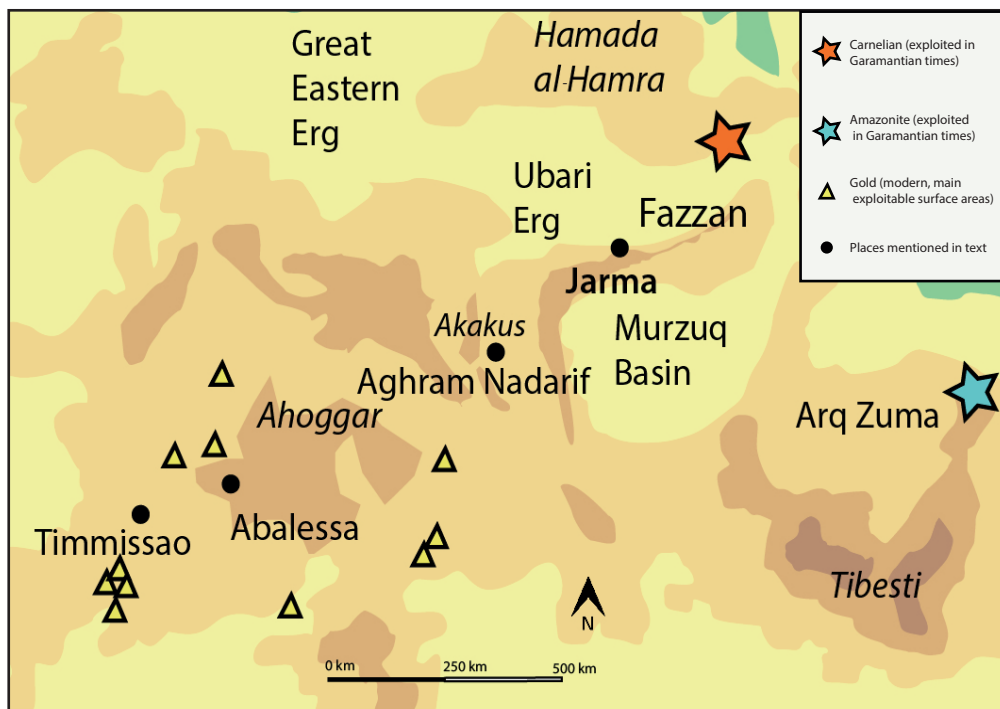 Great
Eastern
Erg
Hamada
al-Hamra
Carnelian (exploited in
Garamantian times)
Amazonite (exploited
in Garamantian times)
Gold (modern, main
exploitable surface areas)
Places mentioned in text
Ubari
Erg
Fazzan
Jarma
Akakus
Murzuq
Basin
Aghram Nadarif
Ahoggar
Arq Zuma
Abalessa
Timmissao
Tibesti
N
0 km
250 km
500 km